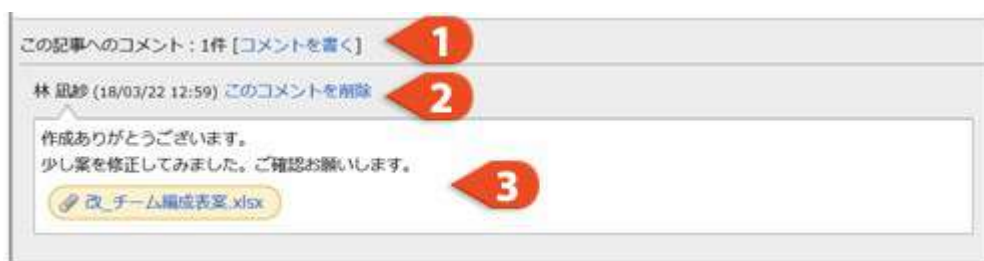 この記事へのコメント : 1件 [コメントを書く]
1
林 凪紗 (18/03/22 12:59) このコメントを削除
2
作成ありがとうございます。
少し案を修正してみました。ご確認お願いします。
3
改_チーム編成表案.xlsx